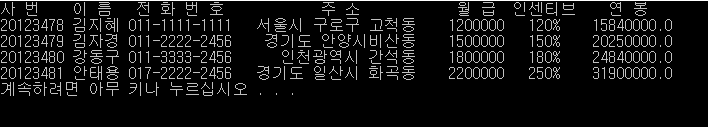 사 번 이 름 전 화 번 호 주 소 월 급 인센티브 연 봉
20123478 김지혜 011-1111-1111 서울시 구로구 고척동 1200000 120% 15840000.0
20123479 김자경 011-2222-2456 경기도 안양시비산동 1500000 150% 20250000.0
20123480 강동구 011-3333-2456 인천광역시 간석동 1800000 180% 24840000.0
20123481 안태용 017-2222-2456 경기도 일산시 화곡동 2200000 250% 31900000.0
계속하려면 아무 키나 누르십시오 . . .